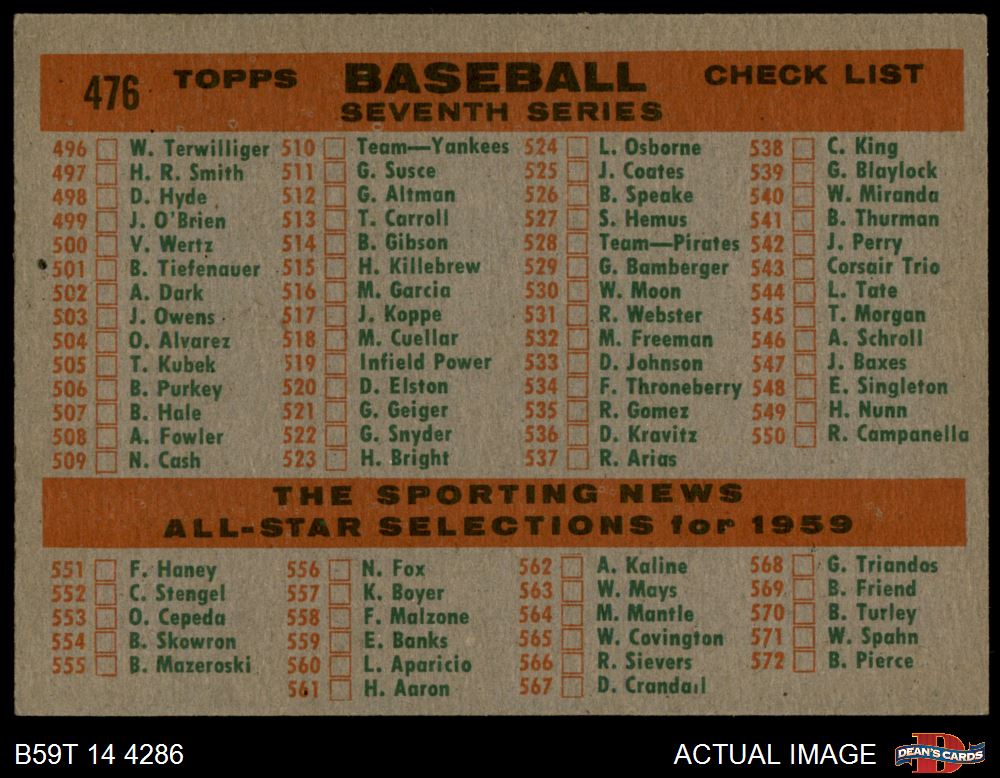 476 TOPPS BASEBALL CHECK LIST
SEVENTH SERIES
496 W. Terwilliger
497 H. R. Smith
498 D. Hyde
499 J. O'Brien
500 V. Wertz
501 B. Tiefenauer
502 A. Dark
503 J. Owens
504 O. Alvarez
505 T. Kubek
506 B. Purkey
507 B. Hale
508 A. Fowler
509 N. Cash
510 Team—Yankees
511 G. Susce
512 G. Altman
513 T. Carroll
514 B. Gibson
515 H. Killebrew
516 M. Garcia
517 J. Koppe
518 M. Cuellar
519 Infield Power
520 D. Elston
521 G. Geiger
522 G. Snyder
523 H. Bright
524 L. Osborne
525 J. Coates
526 B. Speake
527 S. Hemus
528 Team—Pirates
529 G. Bamberger
530 W. Moon
531 R. Webster
532 M. Freeman
533 D. Johnson
534 F. Throneberry
535 R. Gomez
536 D. Kravitz
537 R. Arias
538 C. King
539 G. Blaylock
540 W. Miranda
541 B. Thurman
542 J. Perry
543 Corsair Trio
544 L. Tate
545 T. Morgan
546 A. Schroll
547 J. Baxes
548 E. Singleton
549 H. Nunn
550 R. Campanella
THE SPORTING NEWS
ALL-STAR SELECTIONS for 1959
551 F. Haney
552 C. Stengel
553 O. Cepeda
554 B. Skowron
555 B. Mazeroski
556 N. Fox
557 K. Boyer
558 F. Malzone
559 E. Banks
560 L. Aparicio
561 H. Aaron
562 A. Kaline
563 W. Mays
564 M. Mantle
565 W. Covington
566 R. Sievers
567 D. Crandall
568 G. Triandos
569 B. Friend
570 B. Turley
571 W. Spahn
572 B. Pierce
B59T 14 4286
ACTUAL IMAGE
D
DEAN'S CARDS